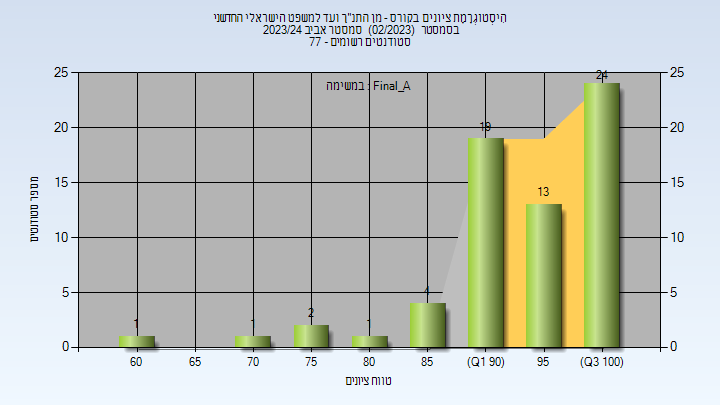 היסטוגרמת ציונים בקורס - מן התנ"ך ועד למשפט הישראלי החדשני
בסמסטר (02/2023) סמסטר אביב 2023/24
סטודנטים רשומים - 77
במשימה : Final_A
25 25
20 20
15 15
10 10
5 5
0 0
1 1 2 1 4 19 13 24
מספר סטודנטים
60 65 70 75 80 85 (Q1 90) 95 (Q3 100)
טווח ציונים